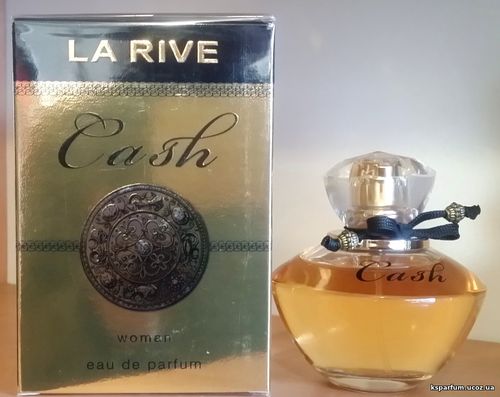 LA RIVE
Cash
woman
eau de parfum
Cash
ksparfum.ucoz.ua